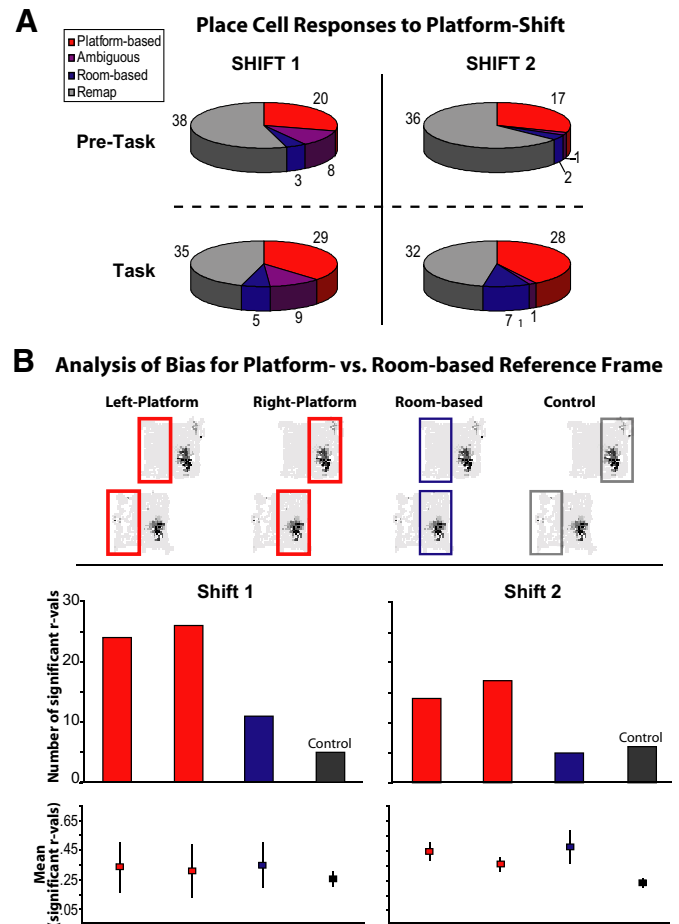 A
Place Cell Responses to Platform-Shift
Platform-based
Ambiguous
Room-based
Remap
SHIFT 1
SHIFT 2
Pre-Task
38
20
3
8
36
17
1
2
Task
35
29
5
9
32
28
7
1
1
B
Analysis of Bias for Platform- vs. Room-based Reference Frame
Left-Platform
Right-Platform
Room-based
Control
Shift 1
Shift 2
Number of significant r-vals
30
20
10
0
Control
Control
Mean
(significant r-vals)
.65
.45
.25
.05